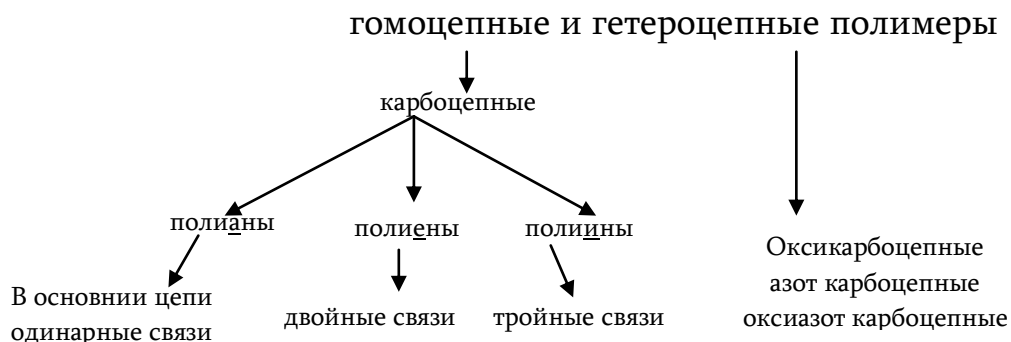 гомоцепные и гетероцепные полимеры
карбоцепные
полианы
полиены
полиины
В основнии цепи
одинарные связи
двойные связи
тройные связи
Оксикарбоцепные
азот карбоцепные
оксиазот карбоцепные